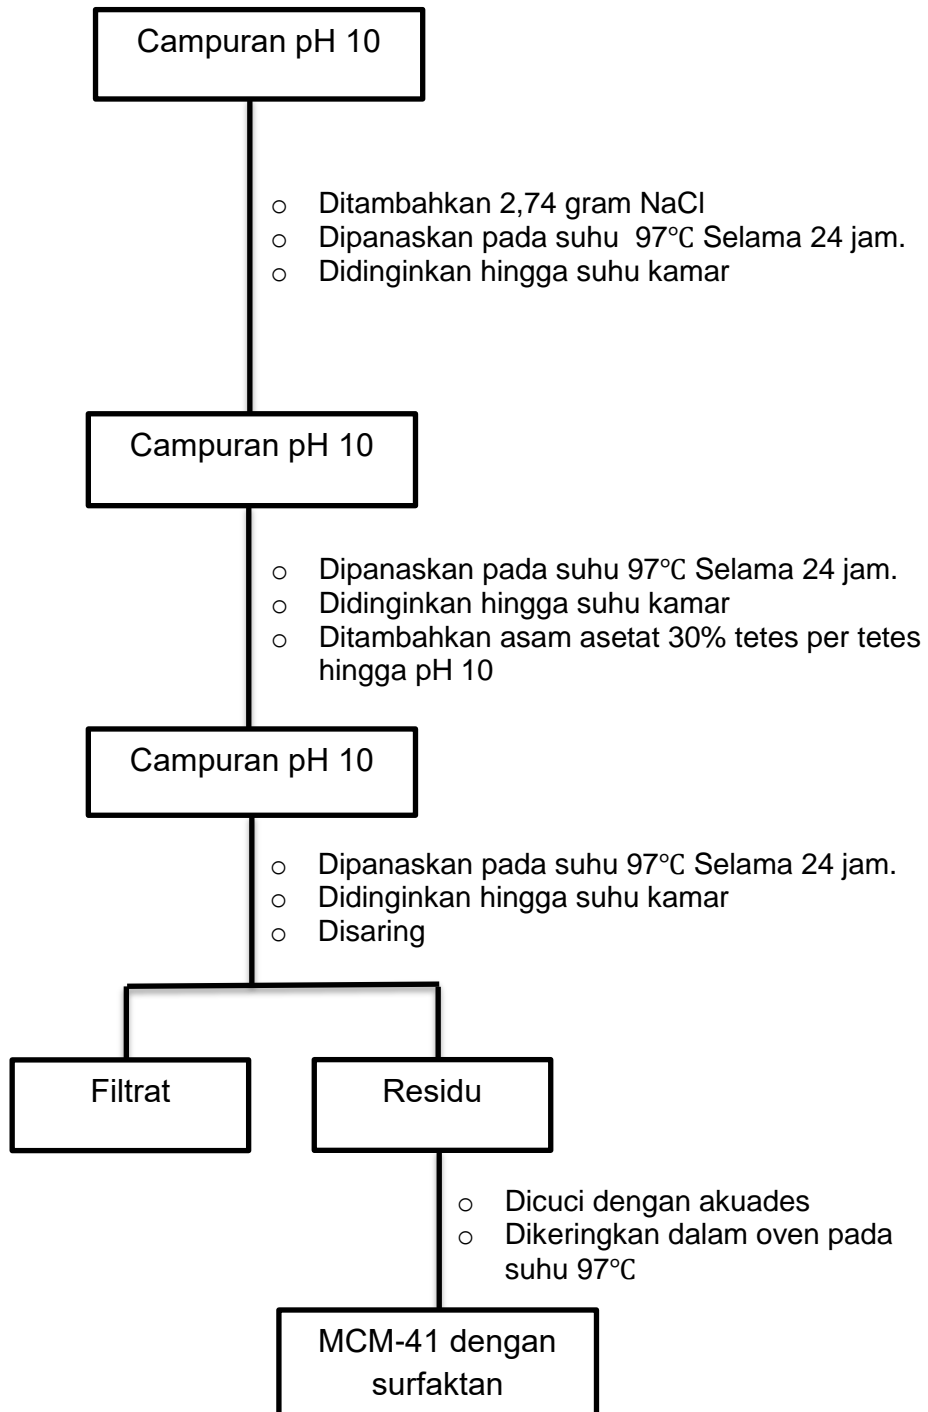 Campuran pH 10
○ Ditambahkan 2,74 gram NaCl
○ Dipanaskan pada suhu 97℃ Selama 24 jam.
○ Didinginkan hingga suhu kamar
Campuran pH 10
○ Dipanaskan pada suhu 97℃ Selama 24 jam.
○ Didinginkan hingga suhu kamar
○ Ditambahkan asam asetat 30% tetes per tetes
hingga pH 10
Campuran pH 10
○ Dipanaskan pada suhu 97℃ Selama 24 jam.
○ Didinginkan hingga suhu kamar
○ Disaring
Filtrat
Residu
○ Dicuci dengan akuades
○ Dikeringkan dalam oven pada
suhu 97℃
MCM-41 dengan
surfaktan